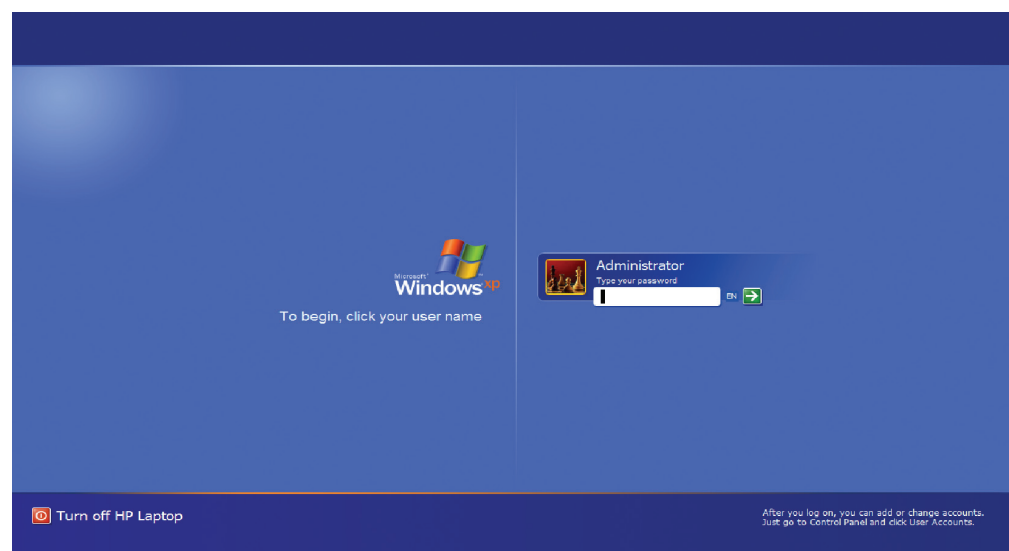 Microsoft®
Windows xp
To begin, click your user name
Administrator
Type your password
EN
Turn off HP Laptop
After you log on, you can add or change accounts.
Just go to Control Panel and click User Accounts.